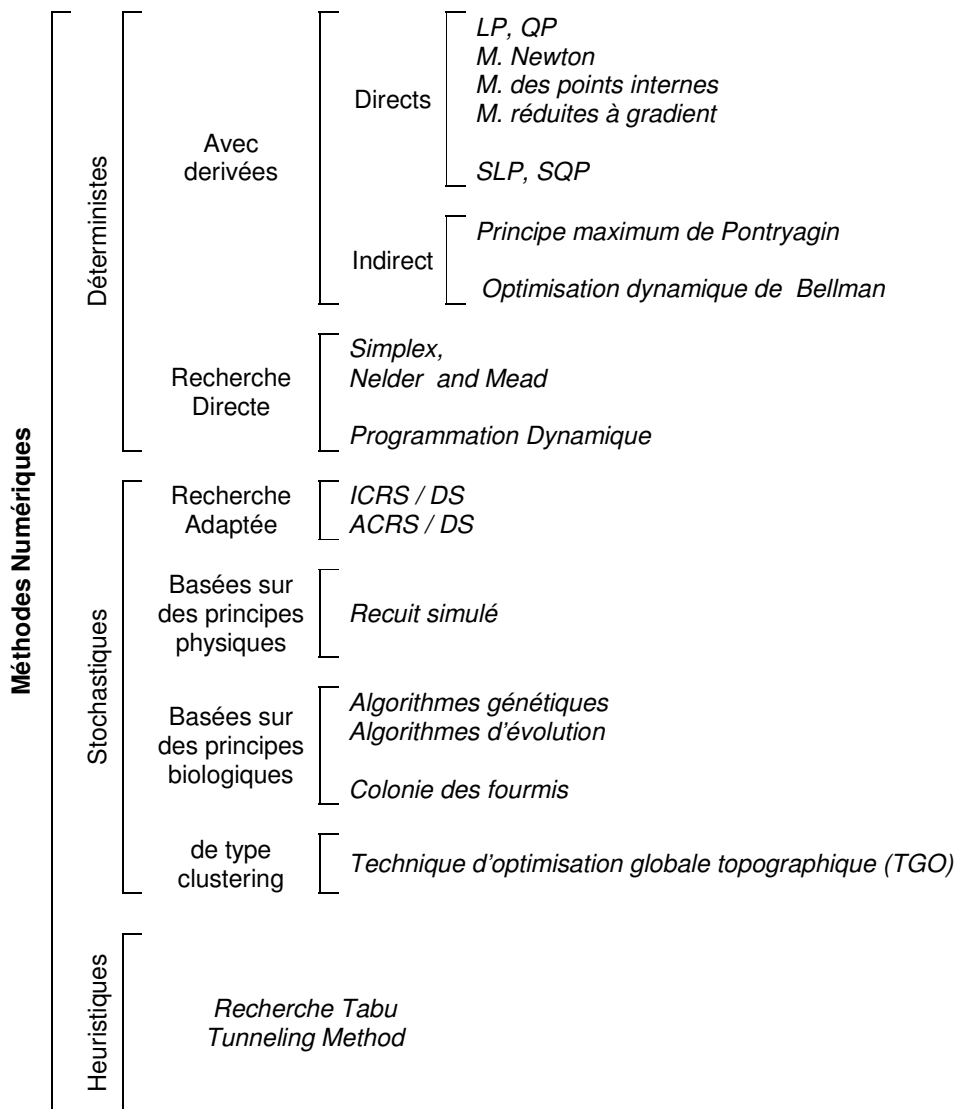 Méthodes Numériques
Déterministes
Avec
derivées
Directs
LP, QP
M. Newton
M. des points internes
M. réduites à gradient
SLP, SQP
Indirect
Principe maximum de Pontryagin
Optimisation dynamique de Bellman
Recherche
Directe
Simplex,
Nelder and Mead
Programmation Dynamique
Stochastiques
Recherche
Adaptée
ICRS / DS
ACRS / DS
Basées sur
des principes
physiques
Recuit simulé
Basées sur
des principes
biologiques
Algorithmes génétiques
Algorithmes d'évolution
Colonie des fourmis
de type
clustering
Technique d'optimisation globale topographique (TGO)
Heuristiques
Recherche Tabu
Tunneling Method